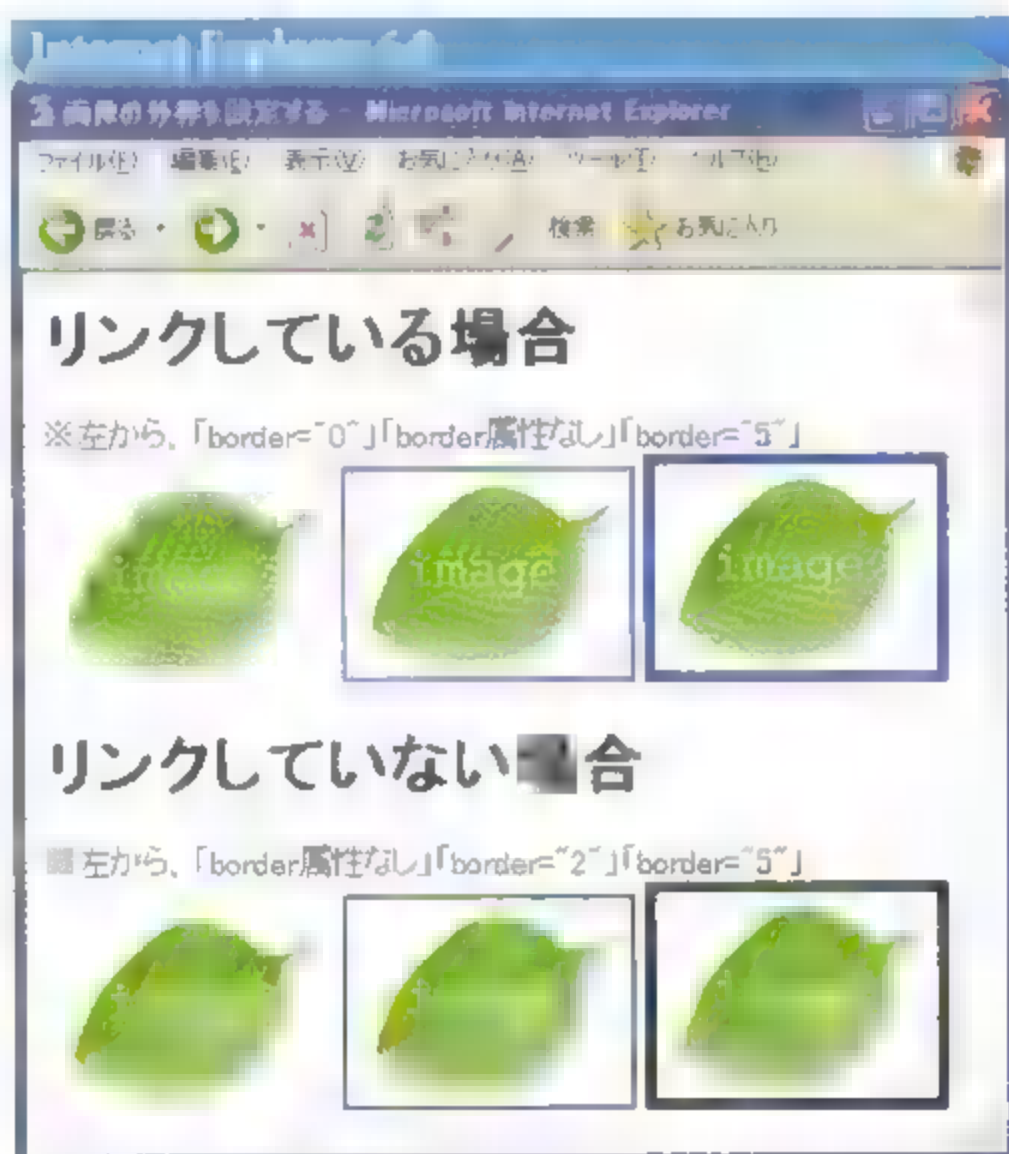 Internet Explorer 6.0
画像の外枠を設定する - Microsoft Internet Explorer
ファイル(F) 編集(E) 表示(V) お気に入り(A) ツール(T) ヘルプ(H)
戻る 検索 お気に入り
リンクしている場合
※左から、「border="0"」「border属性なし」「border="5"」
image image image
リンクしていない合
左から、「border属性なし」「border="2"」「border="5"」